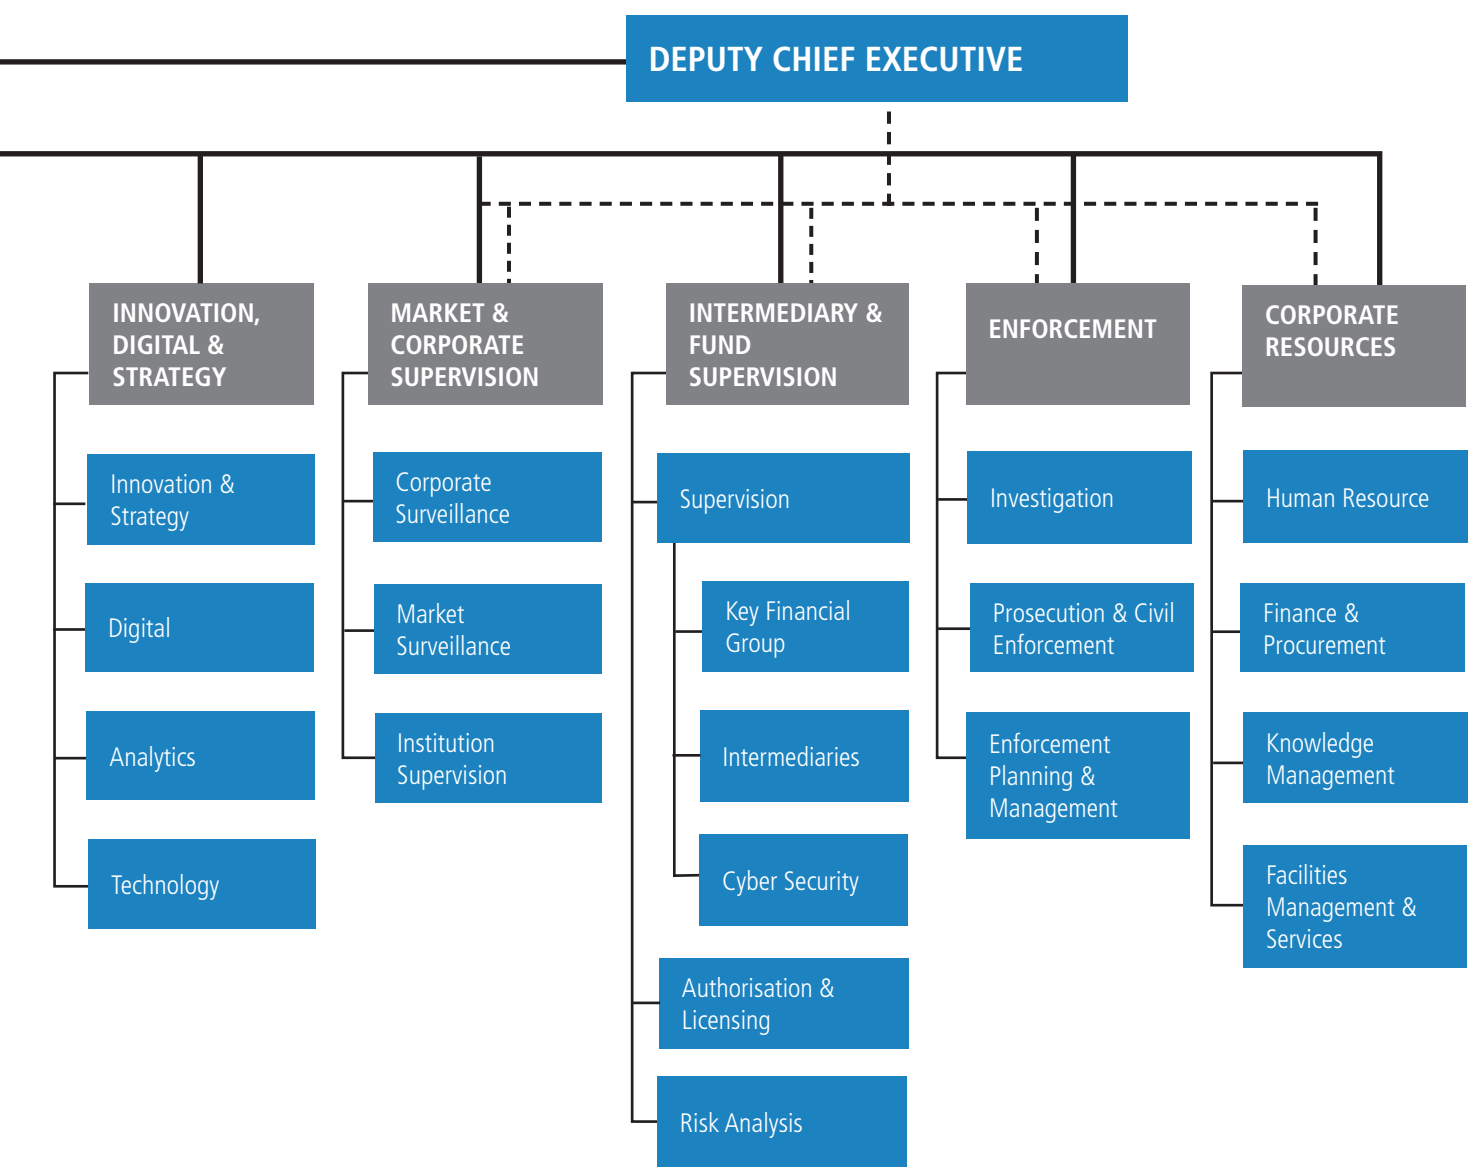 DEPUTY CHIEF EXECUTIVE
INNOVATION,
DIGITAL &
STRATEGY
Innovation &
Strategy
Digital
Analytics
Technology
MARKET &
CORPORATE
SUPERVISION
Corporate
Surveillance
Market
Surveillance
Institution
Supervision
INTERMEDIARY &
FUND
SUPERVISION
Supervision
Key Financial
Group
Intermediaries
Cyber Security
Authorisation &
Licensing
Risk Analysis
ENFORCEMENT
Investigation
Prosecution & Civil
Enforcement
Enforcement
Planning &
Management
CORPORATE
RESOURCES
Human Resource
Finance &
Procurement
Knowledge
Management
Facilities
Management &
Services